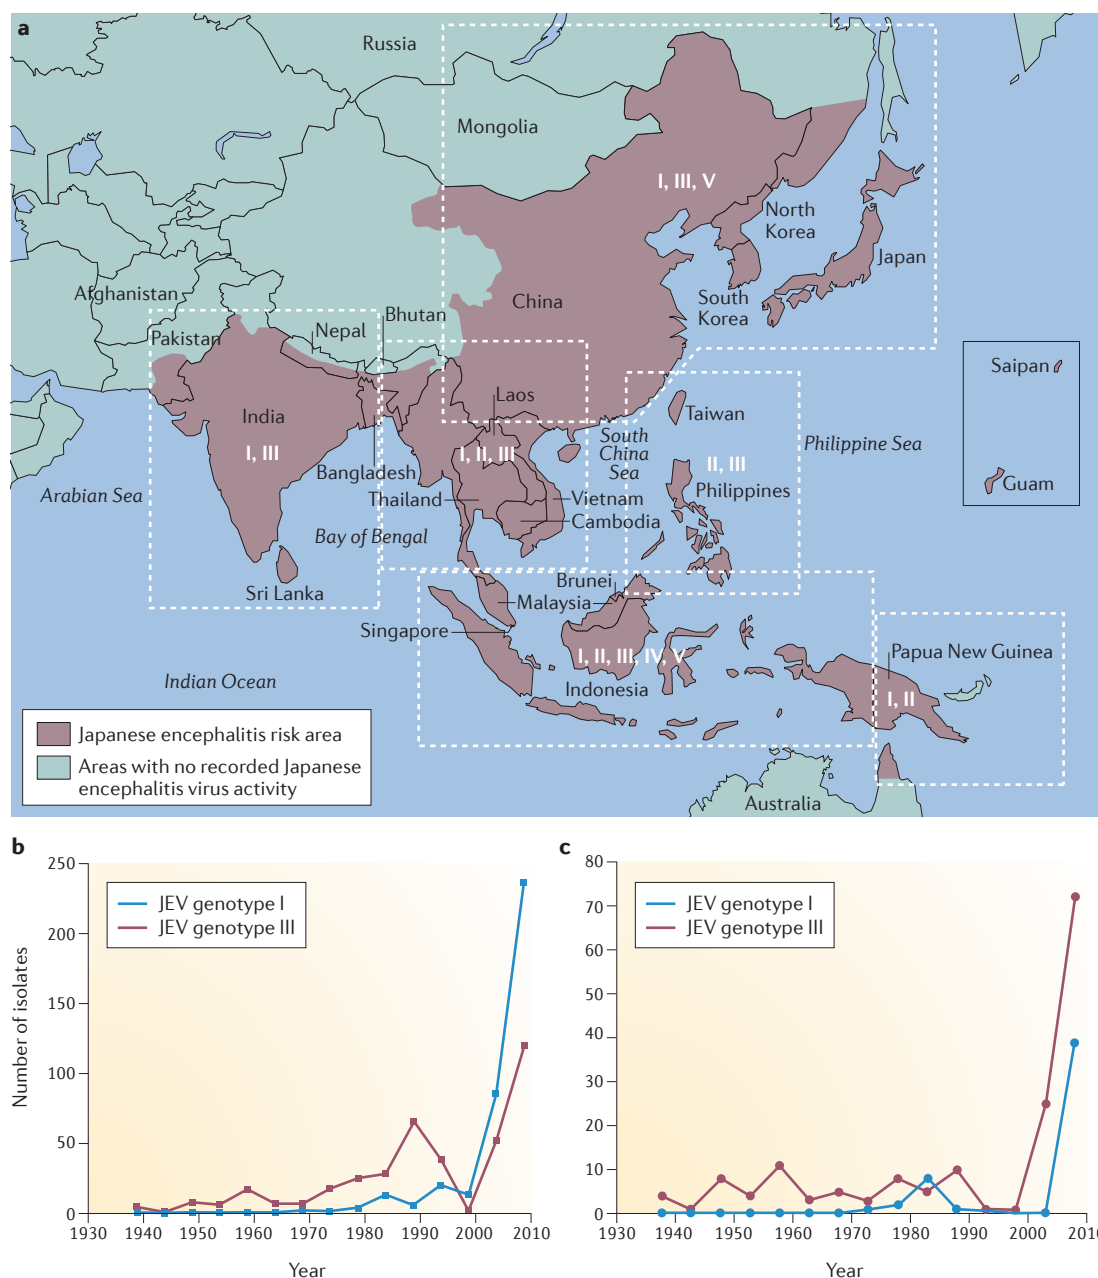 a
Russia
Mongolia
I, III, V
North
Korea
Japan
South
Korea
China
Afghanistan
Pakistan
Nepal
Bhutan
India
I, III
Bangladesh
Laos
I, II, III
Thailand
Vietnam
Cambodia
South
China
Sea
Taiwan
Philippine Sea
II, III
Philippines
Saipan
Guam
Arabian Sea
Bay of Bengal
Sri Lanka
Brunei
Malaysia
Singapore
I, II, III, IV, V
Indonesia
Papua New Guinea
I, II
Indian Ocean
Australia
Japanese encephalitis risk area
Areas with no recorded Japanese
encephalitis virus activity
b
Number of isolates
250
200
150
100
50
0
JEV genotype I
JEV genotype III
1930 1940 1950 1960 1970 1980 1990 2000 2010
Year
c
80
70
60
50
40
30
20
10
0
JEV genotype I
JEV genotype III
1930 1940 1950 1960 1970 1980 1990 2000
Year